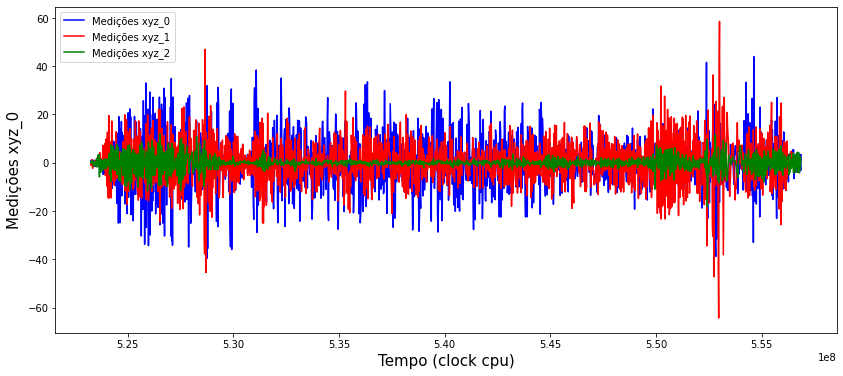 Medições xyz_0
Medições xyz_1
Medições xyz_2
Medições xyz_0
60
40
20
0
−20
−40
−60
5.25
5.30
5.35
5.40
5.45
5.50
5.55
1e8
Tempo (clock cpu)